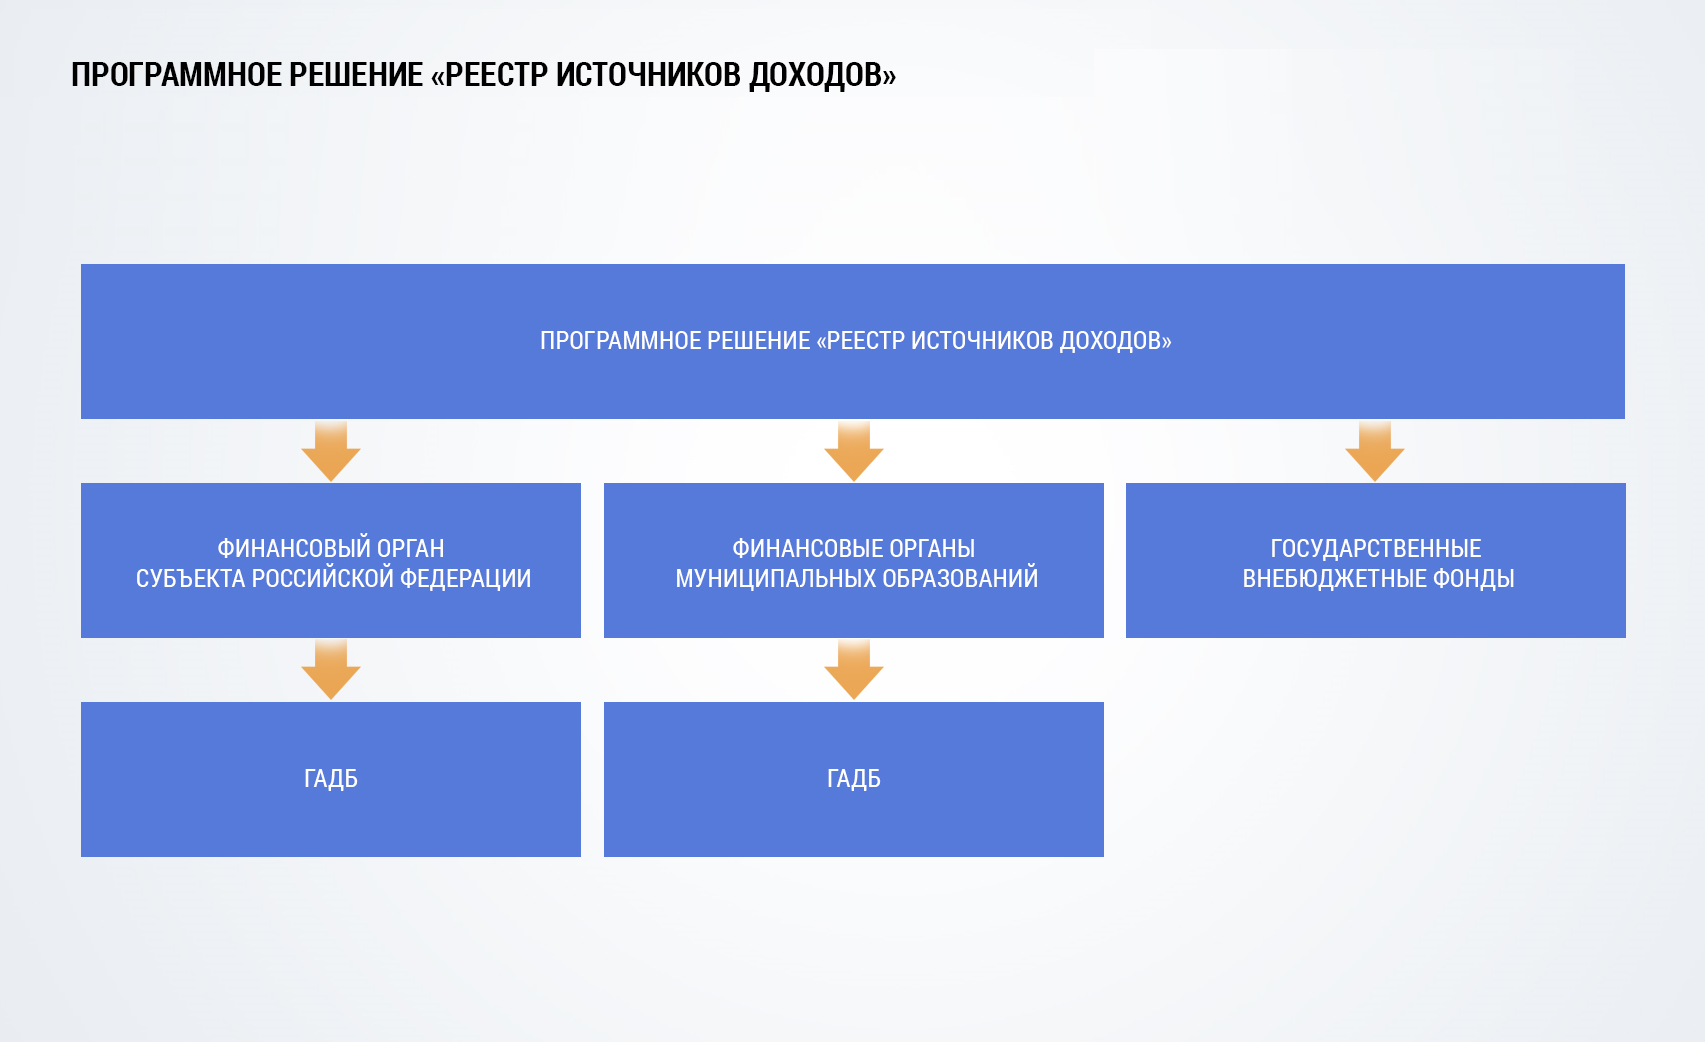 ПРОГРАММНОЕ РЕШЕНИЕ «РЕЕСТР ИСТОЧНИКОВ ДОХОДОВ»
ПРОГРАММНОЕ РЕШЕНИЕ «РЕЕСТР ИСТОЧНИКОВ ДОХОДОВ»
ФИНАНСОВЫЙ ОРГАН
СУБЪЕКТА РОССИЙСКОЙ ФЕДЕРАЦИИ
ФИНАНСОВЫЕ ОРГАНЫ
МУНИЦИПАЛЬНЫХ ОБРАЗОВАНИЙ
ГОСУДАРСТВЕННЫЕ
ВНЕБЮДЖЕТНЫЕ ФОНДЫ
ГАДБ
ГАДБ